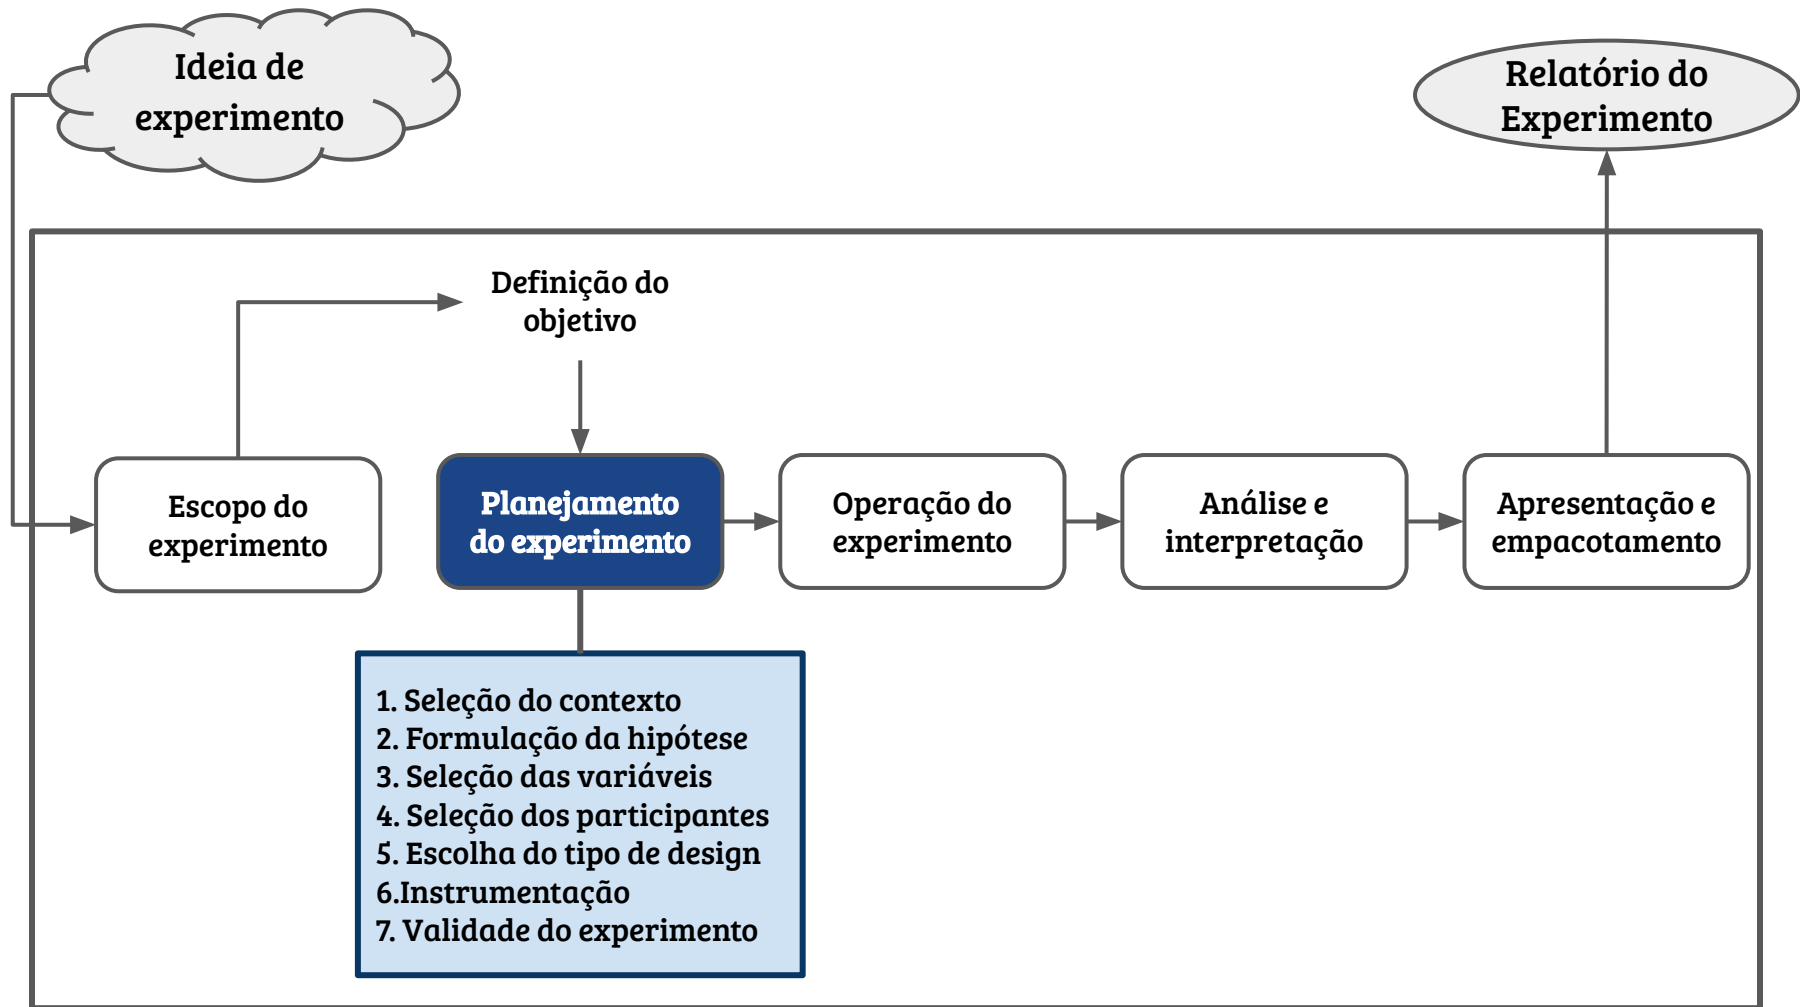 Ideia de
experimento
Relatório do
Experimento
Definição do
objetivo
Escopo do
experimento
Planejamento
do experimento
Operação do
experimento
Análise e
interpretação
Apresentação e
empacotamento
1. Seleção do contexto
2. Formulação da hipótese
3. Seleção das variáveis
4. Seleção dos participantes
5. Escolha do tipo de design
6.Instrumentação
7. Validade do experimento